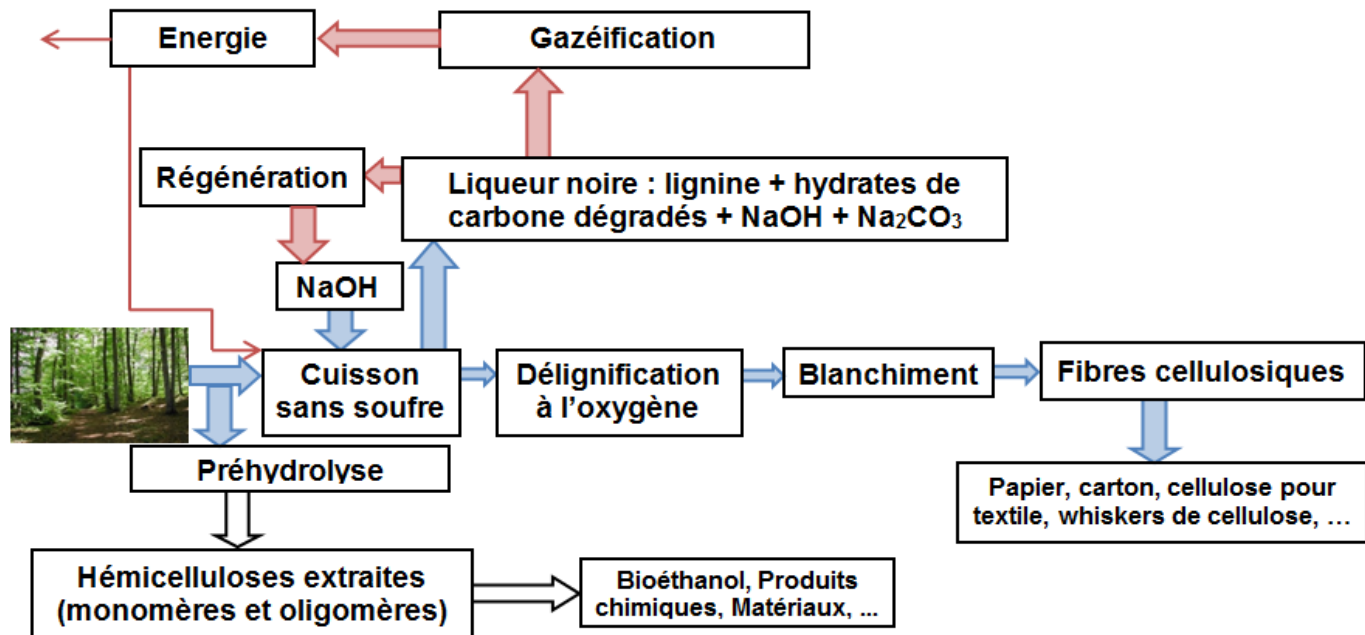 Energie
Gazéification
Régénération
Liqueur noire : lignine + hydrates de
carbone dégradés + NaOH + Na₂CO₃
NaOH
Cuisson
sans soufre
Délignification
à l’oxygène
Blanchiment
Fibres cellulosiques
Préhydrolyse
Papier, carton, cellulose pour
textile, whiskers de cellulose, …
Hémicelluloses extraites
(monomères et oligomères)
Bioéthanol, Produits
chimiques, Matériaux, ...